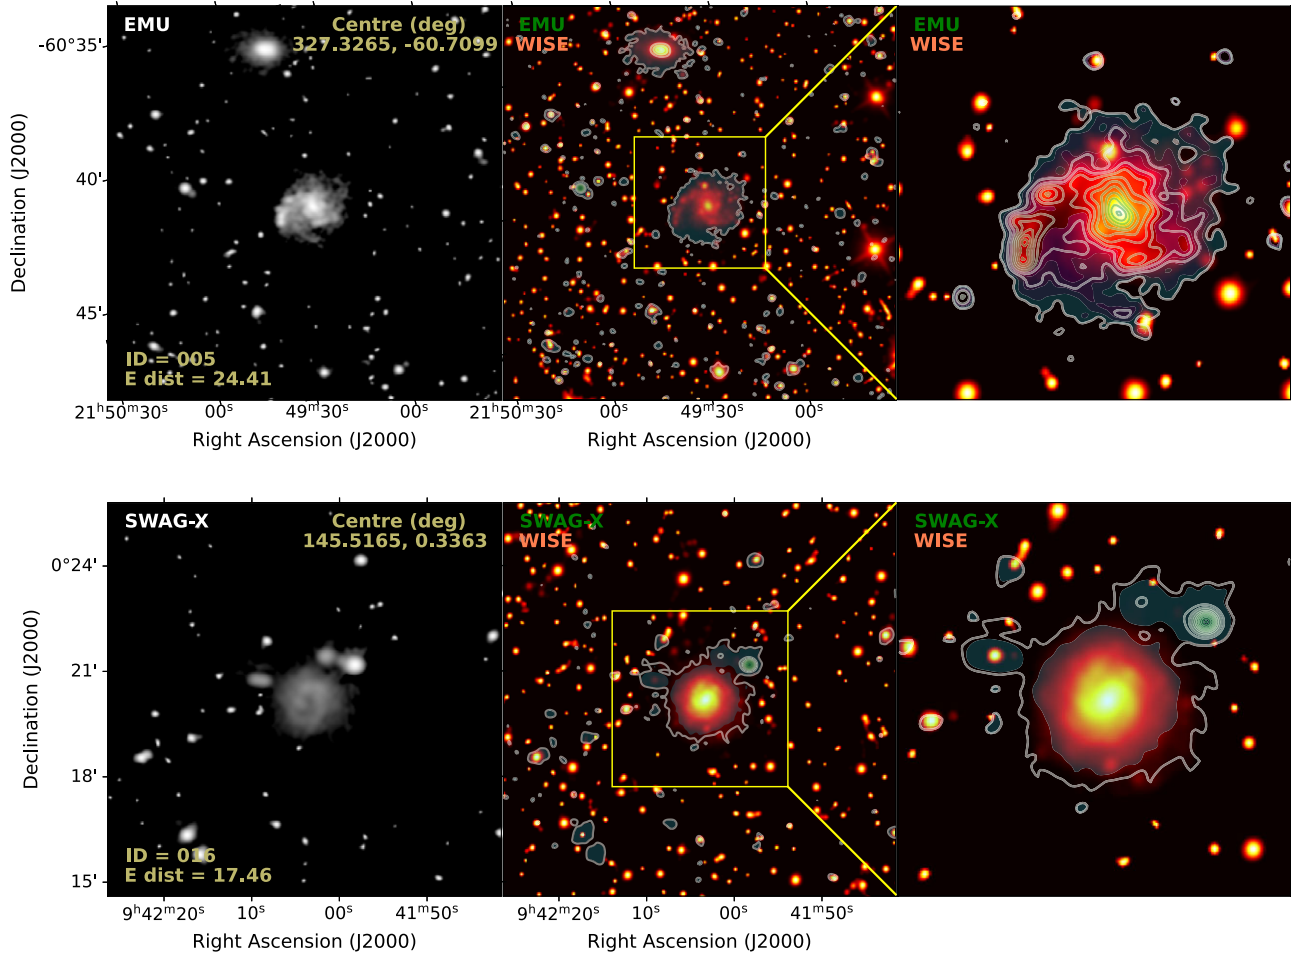 EMU
Centre (deg)
327.3265, -60.7099
EMU
WISE
EMU
WISE
-60°35'
40'
45'
Declination (J2000)
ID = 005
E dist = 24.41
21ʰ50ᵐ30ˢ 00ˢ 49ᵐ30ˢ 00ˢ
21ʰ50ᵐ30ˢ 00ˢ 49ᵐ30ˢ 00ˢ
Right Ascension (J2000)
Right Ascension (J2000)
SWAG-X
Centre (deg)
145.5165, 0.3363
SWAG-X
WISE
SWAG-X
WISE
0°24'
21'
18'
15'
Declination (J2000)
ID = 016
E dist = 17.46
9ʰ42ᵐ20ˢ 10ˢ 00ˢ 41ᵐ50ˢ
9ʰ42ᵐ20ˢ 10ˢ 00ˢ 41ᵐ50ˢ
Right Ascension (J2000)
Right Ascension (J2000)